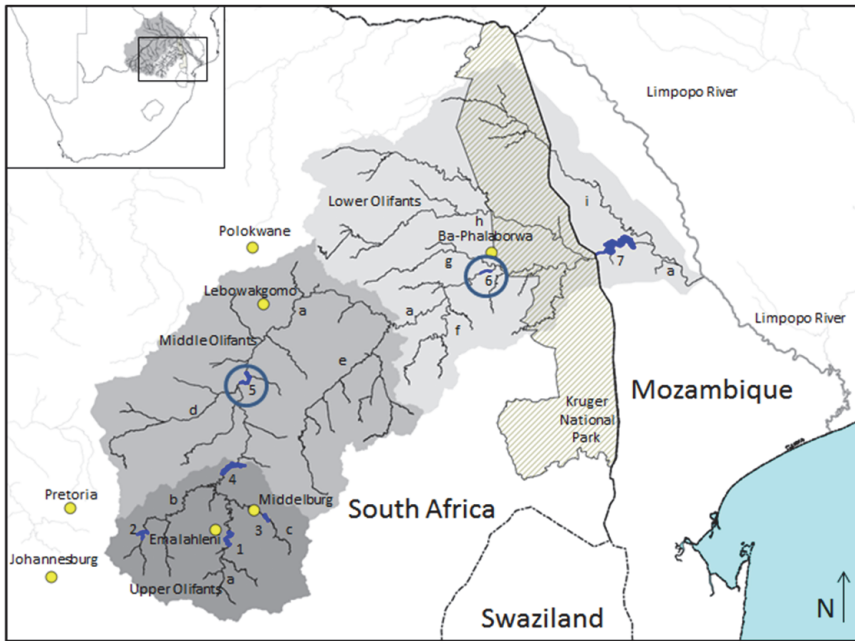 Limpopo River
Lower Olifants
i
h
Polokwane
Ba-Phalaborwa
g
6
7
a
Lebowakgomo
a
a
f
Limpopo River
Middle Olifants
e
5
d
Mozambique
Kruger
National
Park
4
b
Middelburg
South Africa
Pretoria
2
Emalahleni
3
c
1
Johannesburg
a
Upper Olifants
Swaziland
N